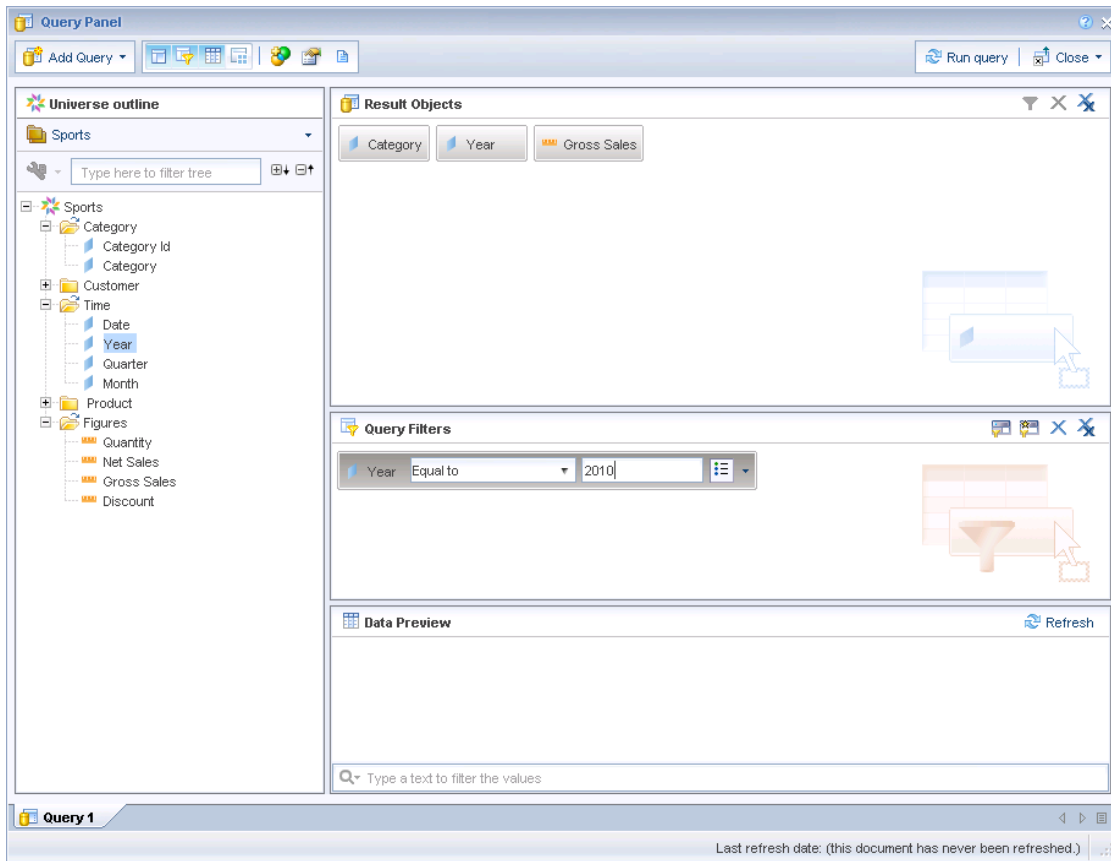 Query Panel
Add Query
Run query
Close
Universe outline
Sports
Type here to filter tree
Sports
Category
Category Id
Category
Customer
Time
Date
Year
Quarter
Month
Product
Figures
Quantity
Net Sales
Gross Sales
Discount
Result Objects
Category
Year
Gross Sales
Query Filters
Year Equal to 2010
Data Preview
Refresh
Type a text to filter the values
Query 1
Last refresh date: (this document has never been refreshed.)